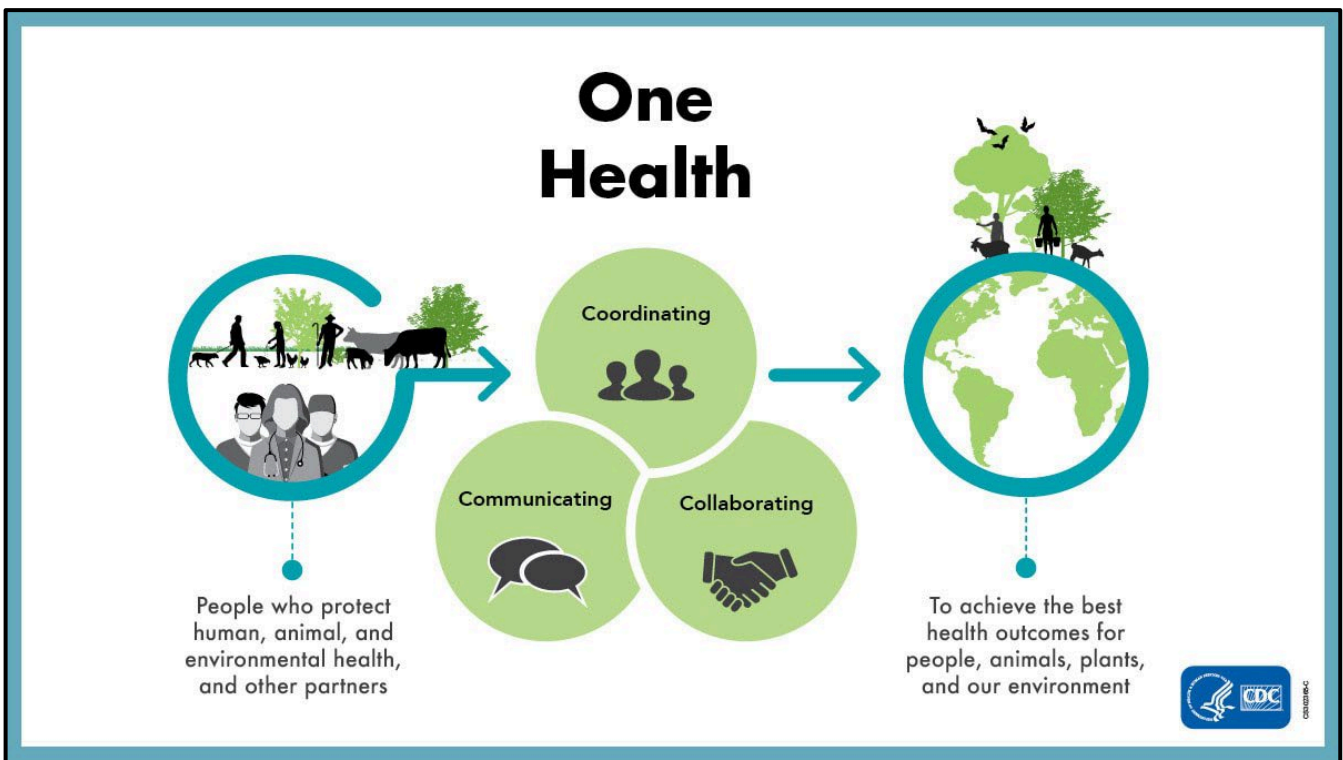 One
Health
Coordinating
Communicating
Collaborating
People who protect
human, animal, and
environmental health,
and other partners
To achieve the best
health outcomes for
people, animals, plants,
and our environment
CDC